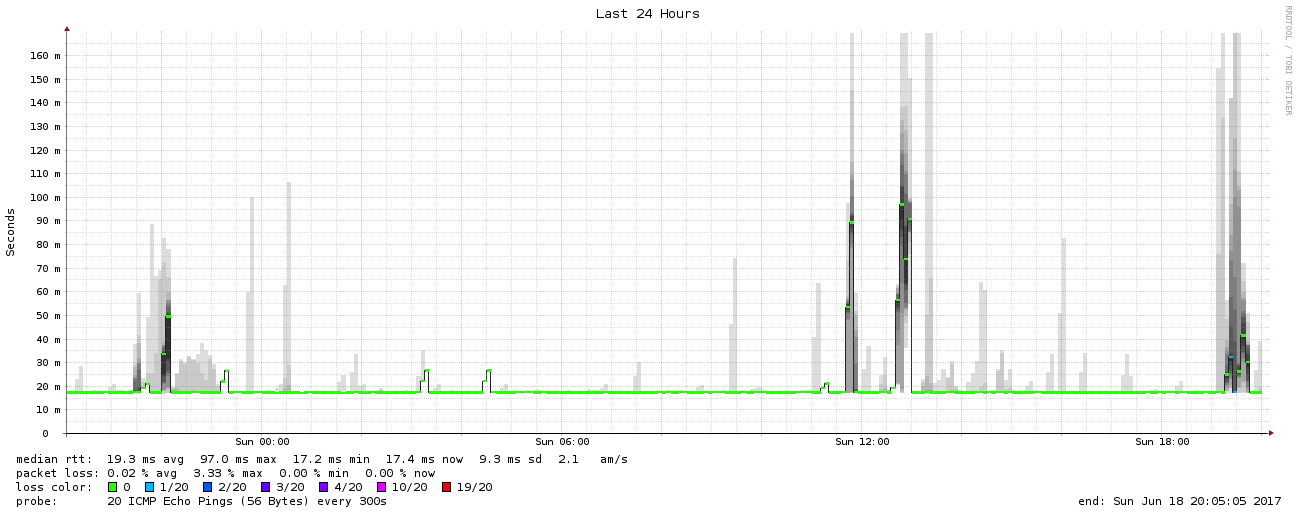 Last 24 Hours
RRDTOOL / TOBI OETIKER
Seconds
160 m
150 m
140 m
130 m
120 m
110 m
100 m
90 m
80 m
70 m
60 m
50 m
40 m
30 m
20 m
10 m
0
Sun 00:00 Sun 06:00 Sun 12:00 Sun 18:00
median rtt: 19.3 ms avg 97.0 ms max 17.2 ms min 17.4 ms now 9.3 ms sd 2.1 am/s
packet loss: 0.02 % avg 3.33 % max 0.00 % min 0.00 % now
loss color: 0 1/20 2/20 3/20 4/20 10/20 19/20
probe: 20 ICMP Echo Pings (56 Bytes) every 300s end: Sun Jun 18 20:05:05 2017